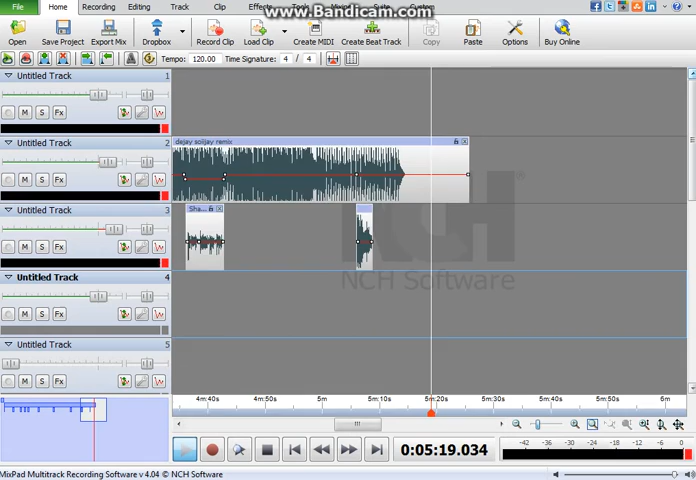 File Home Recording Editing Track Clip Effects Tools
www.Bandicam.com
Open Save Project Export Mix Dropbox Record Clip Load Clip Create MIDI Create Beat Track Copy Paste Options Buy Online
Tempo: 120.00 Time Signature: 4 / 4
Untitled Track 1
M S Fx
Untitled Track 2
dejay soiijay remix
M S Fx
Untitled Track 3
Sha...
M S Fx
NCH
NCH Software
Untitled Track 4
M S Fx
Untitled Track 5
M S Fx
4m:40s 4m:50s 5m 5m:10s 5m:20s 5m:30s 5m:40s 5m:50s 6m
0:05:19.034
-42 -36 -30 -24 -18 -12 -6 0
MixPad Multitrack Recording Software v 4.04 © NCH Software